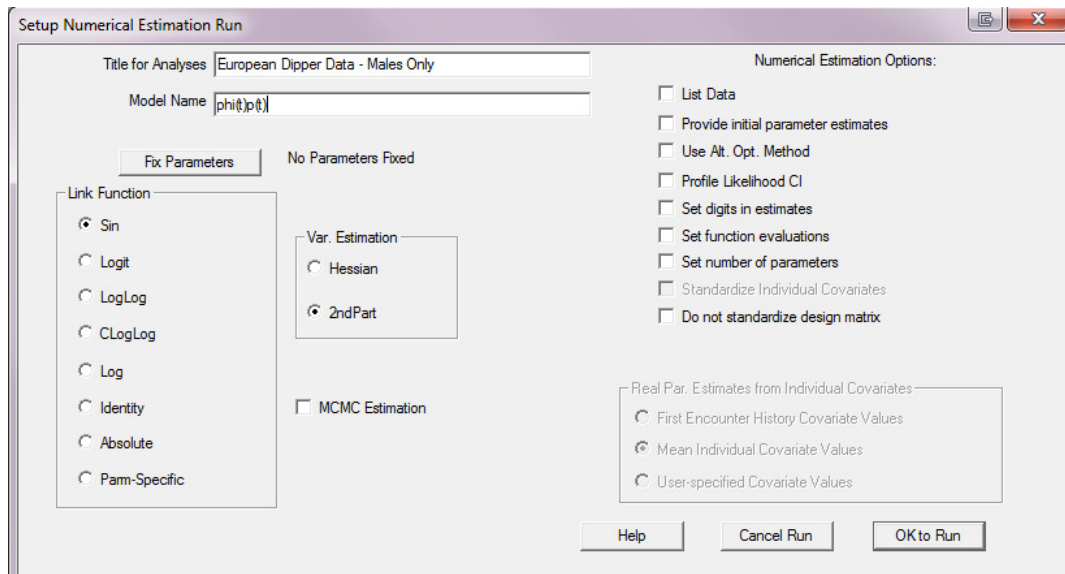 Setup Numerical Estimation Run
Title for Analyses European Dipper Data - Males Only
Model Name phi(t)p(t)
Fix Parameters No Parameters Fixed
Link Function
Sin
Logit
LogLog
CLogLog
Log
Identity
Absolute
Parm-Specific
Var. Estimation
Hessian
2ndPart
MCMC Estimation
Numerical Estimation Options:
List Data
Provide initial parameter estimates
Use Alt. Opt. Method
Profile Likelihood CI
Set digits in estimates
Set function evaluations
Set number of parameters
Standardize Individual Covariates
Do not standardize design matrix
Real Par. Estimates from Individual Covariates
First Encounter History Covariate Values
Mean Individual Covariate Values
User-specified Covariate Values
Help Cancel Run OK to Run